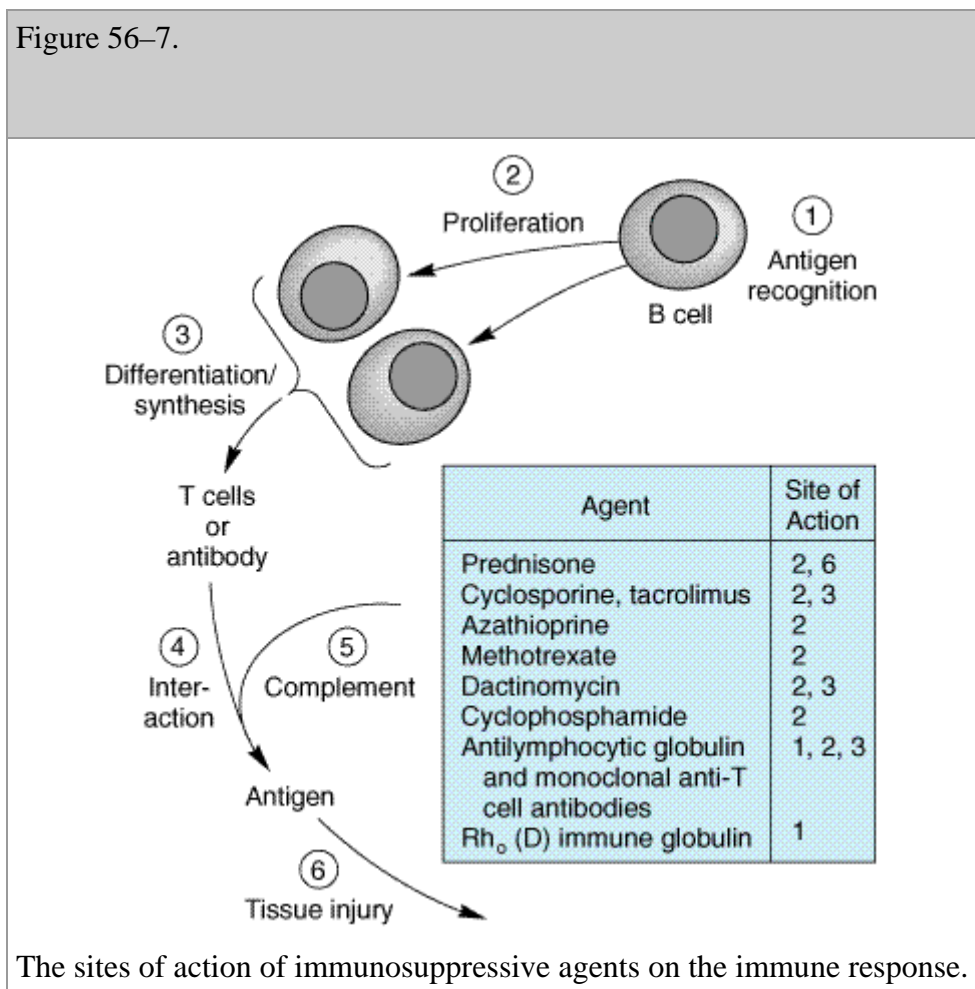 Figure 56–7.
②
Proliferation
①
Antigen
recognition
B cell
③
Differentiation/
synthesis
T cells
or
antibody
④
Inter-
action
⑤
Complement
Antigen
⑥
Tissue injury
Agent Site of
Action
Prednisone 2, 6
Cyclosporine, tacrolimus 2, 3
Azathioprine 2
Methotrexate 2
Dactinomycin 2, 3
Cyclophosphamide 2
Antilymphocytic globulin 1, 2, 3
and monoclonal anti-T
cell antibodies
Rhₒ (D) immune globulin 1
The sites of action of immunosuppressive agents on the immune response.